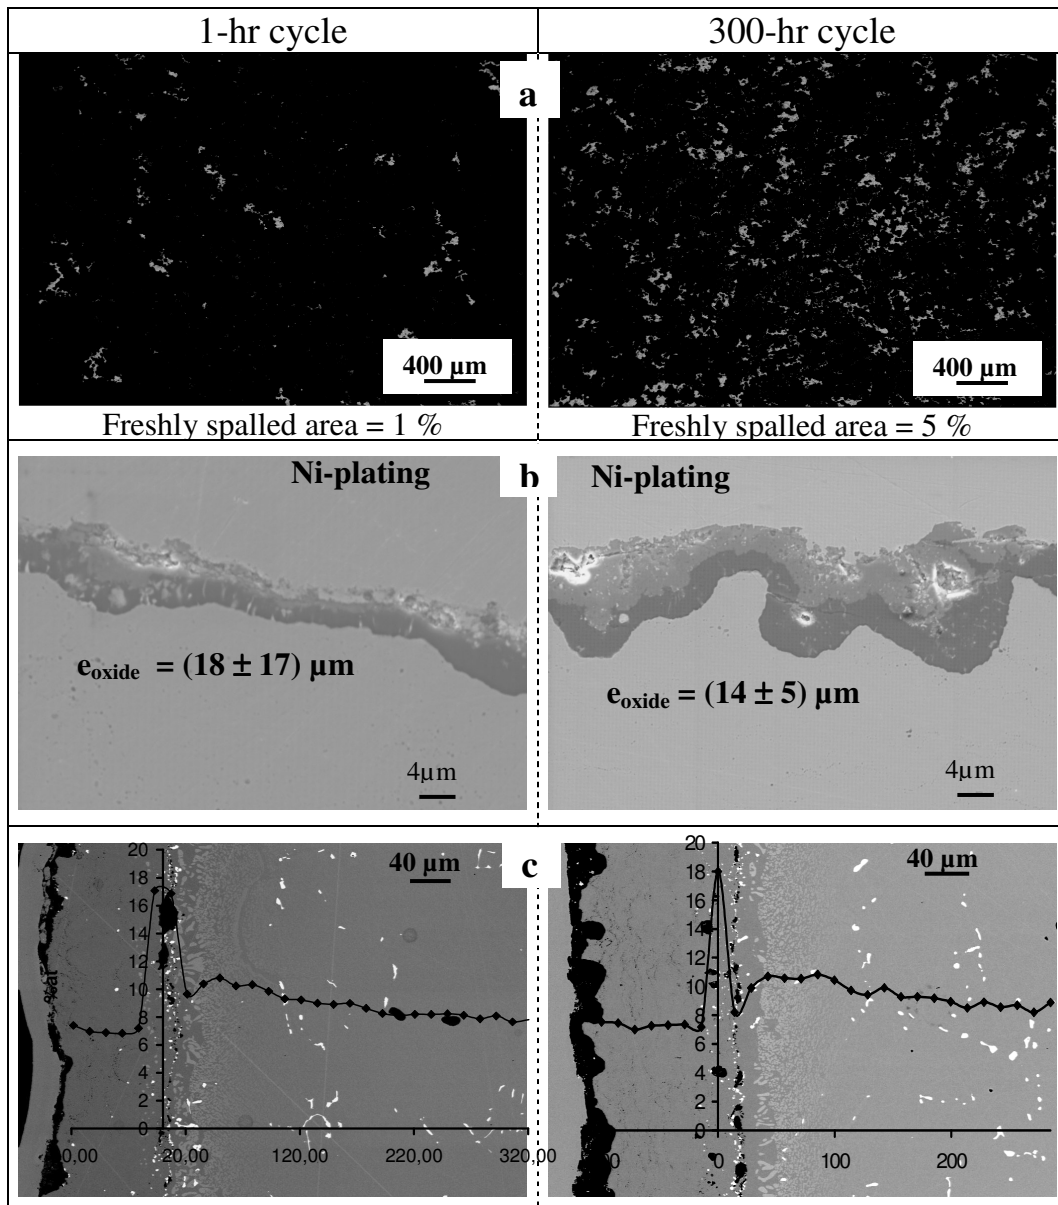 1-hr cycle
300-hr cycle
a
400 µm
400 µm
Freshly spalled area = 1 %
Freshly spalled area = 5 %
b
Ni-plating
Ni-plating
e_oxide = (18 ± 17) µm
e_oxide = (14 ± 5) µm
4µm
4µm
c
20
18
16
14
12
10
8
6
4
2
0
%at
40 µm
20,00
120,00
220,00
320,00
20
18
16
14
12
10
8
6
4
2
0
40 µm
0
100
200